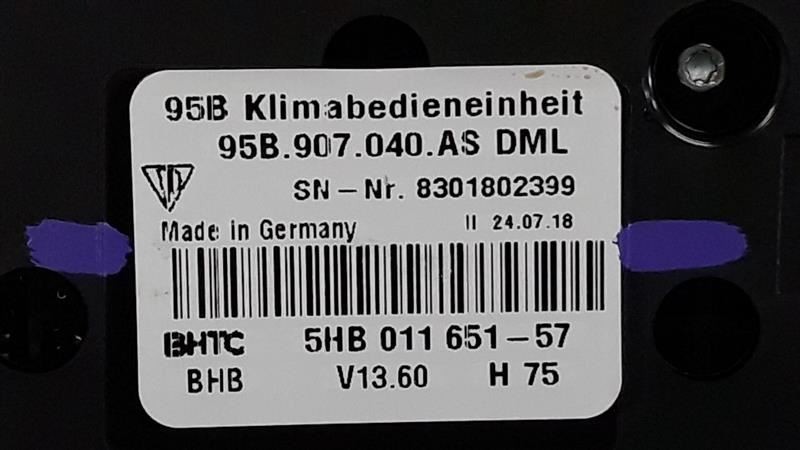 95B Klimabedieneinheit
95B.907.040.AS DML
SN-Nr. 8301802399
Made in Germany II 24.07.18
BHTC 5HB 011 651-57
BHB V13.60 H 75